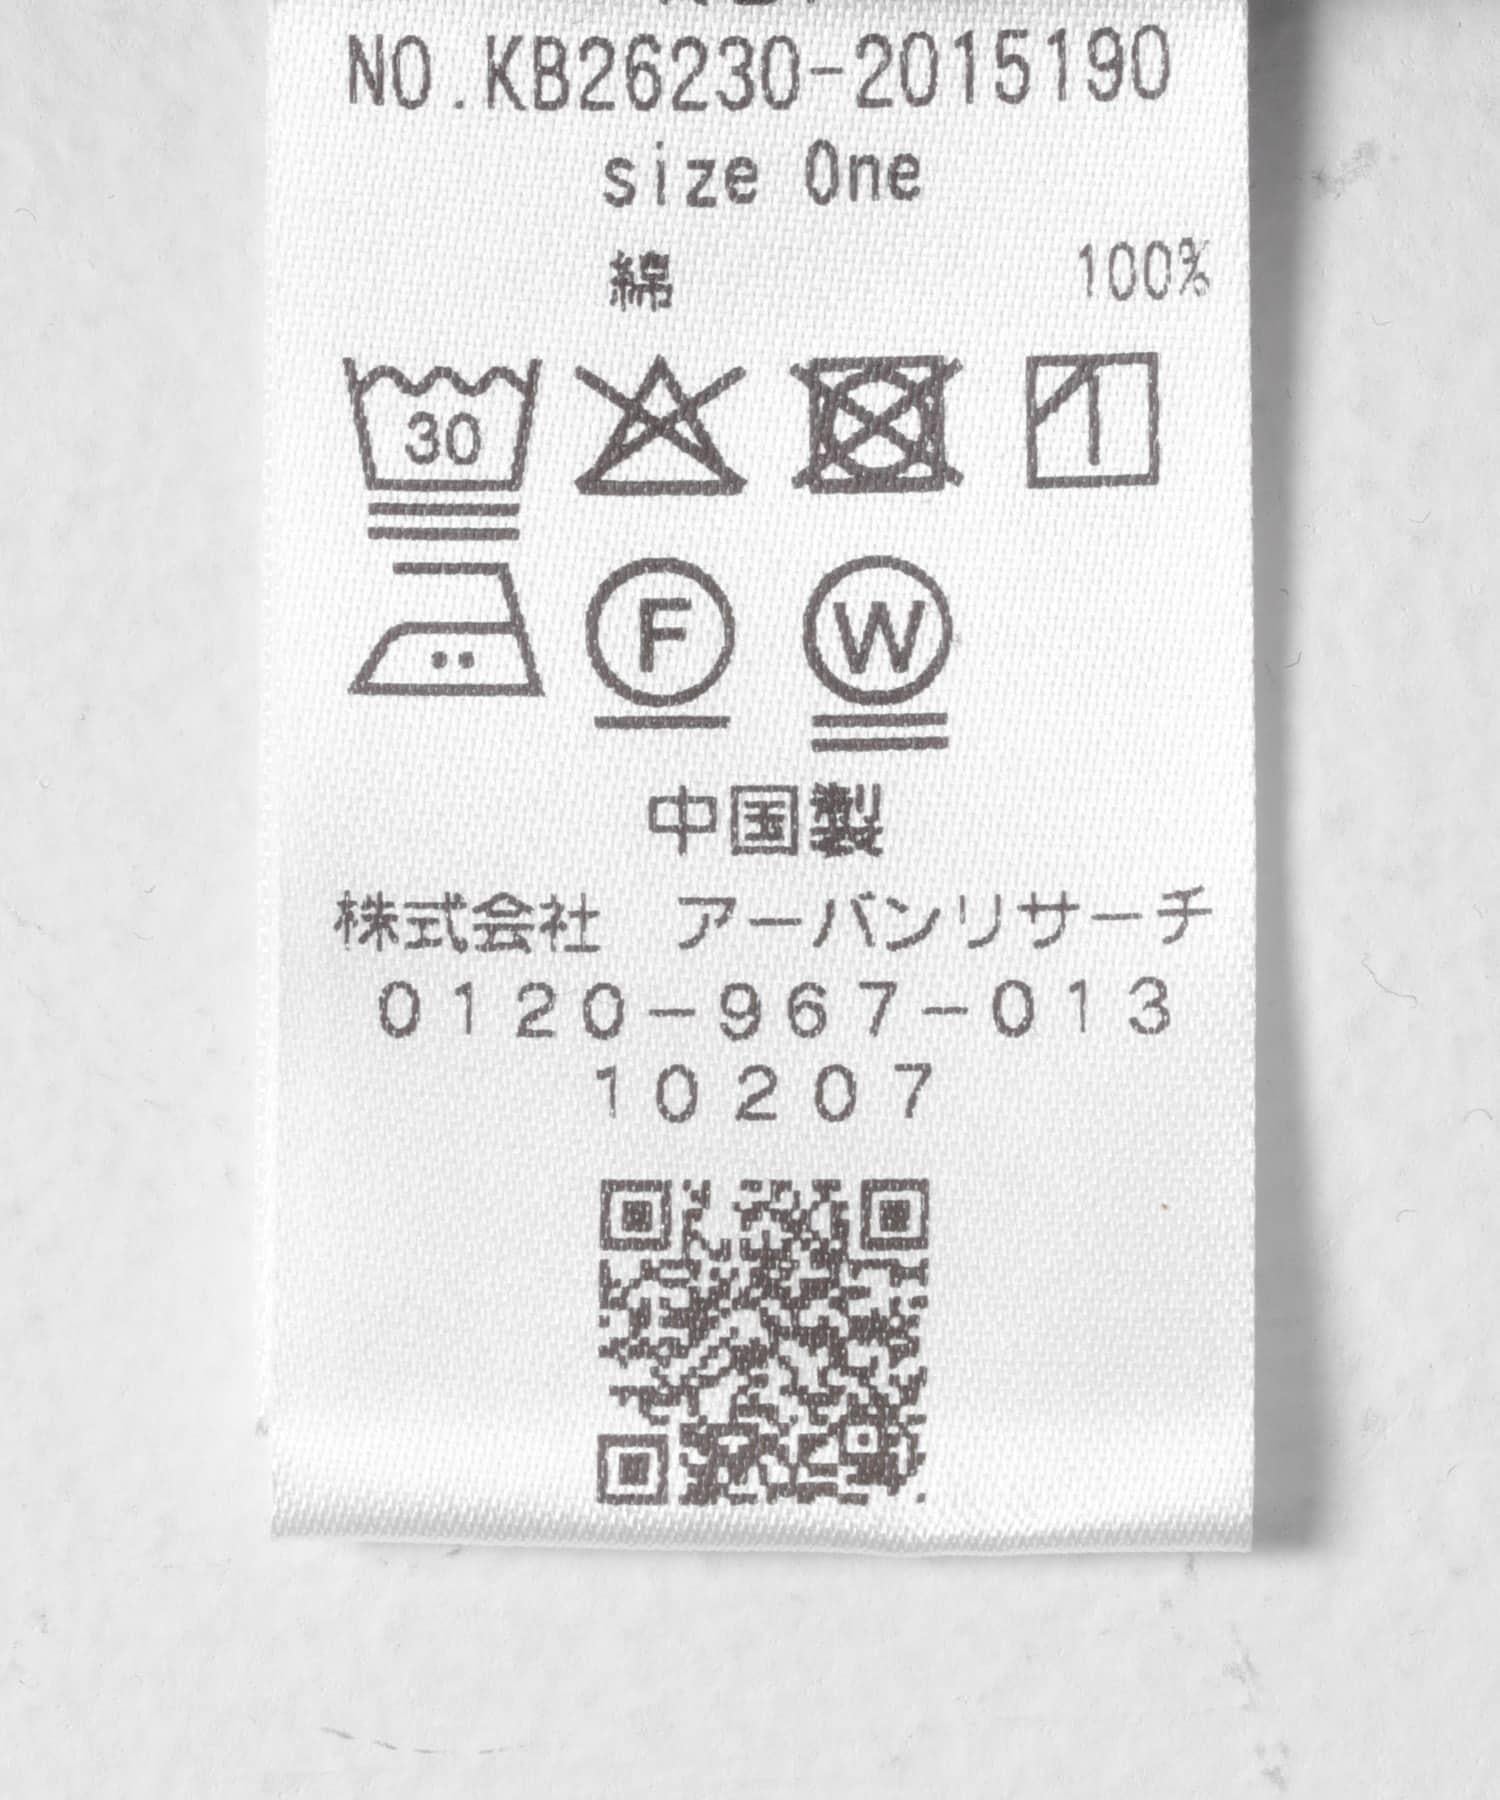 NO.KB26230-2015190
size One
綿 100%
30
F W
中国製
株式会社 アーバンリサーチ
0120-967-013
10207